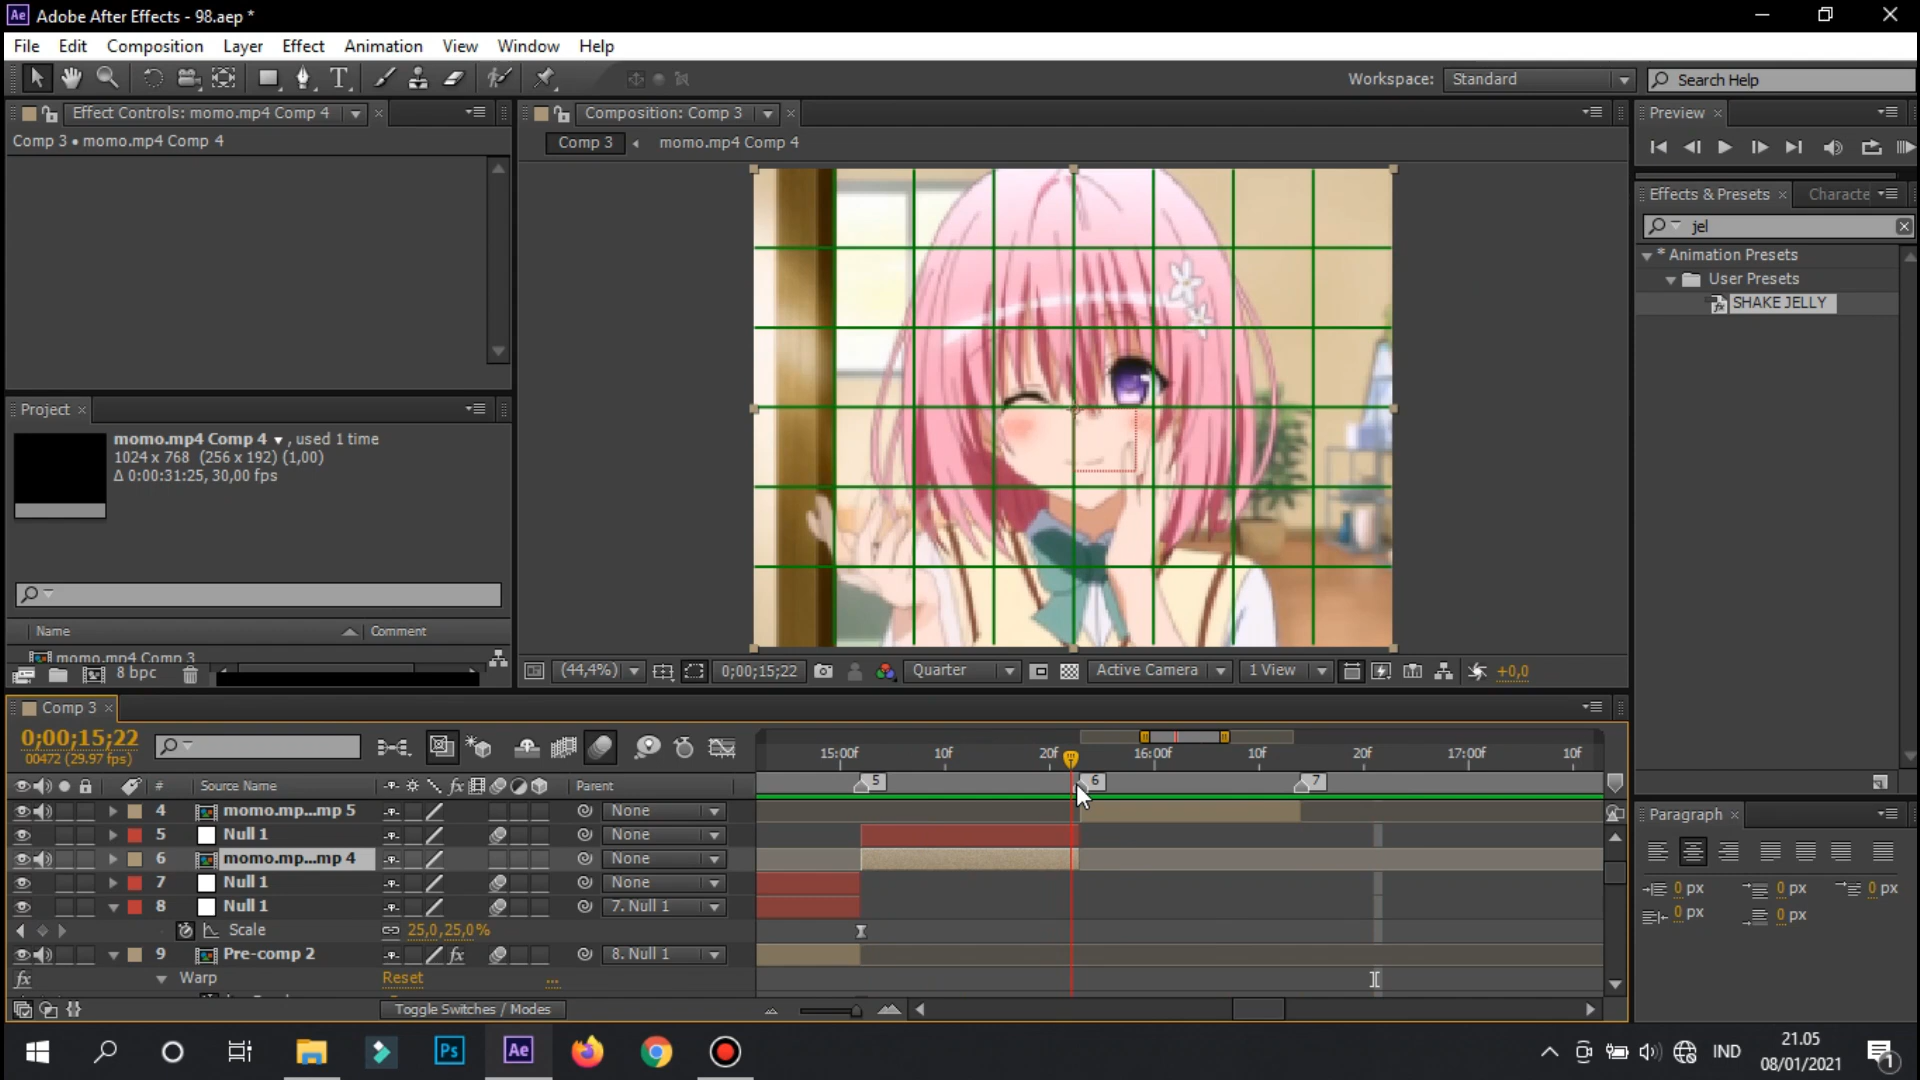 Ae Adobe After Effects - 98.aep *
File Edit Composition Layer Effect Animation View Window Help
Workspace: Standard Search Help
Effect Controls: momo.mp4 Comp 4
Comp 3 • momo.mp4 Comp 4
Composition: Comp 3
Comp 3 momo.mp4 Comp 4
Preview
Effects & Presets Characte
jel
* Animation Presets
User Presets
SHAKE JELLY
Project
momo.mp4 Comp 4 , used 1 time
1024 x 768 (256 x 192) (1,00)
Δ 0:00:31:25, 30,00 fps
Name Comment
momo.mp4 Comp 3
8 bpc
(44,4%) 0;00;15;22 Quarter Active Camera 1 View +0,0
Comp 3
0;00;15;22
00472 (29.97 fps)
15:00f 10f 20f 16:00f 10f 20f 17:00f 10f
5 6 7
# Source Name fx Parent
4 momo.mp...mp 5 None
5 Null 1 None
6 momo.mp...mp 4 None
7 Null 1 None
8 Null 1 7. Null 1
Scale 25,0,25,0%
9 Pre-comp 2 fx 8. Null 1
fx Warp Reset ...
Toggle Switches / Modes
Paragraph
0 px 0 px 0 px
0 px 0 px
Ps Ae
IND
21.05
08/01/2021
1